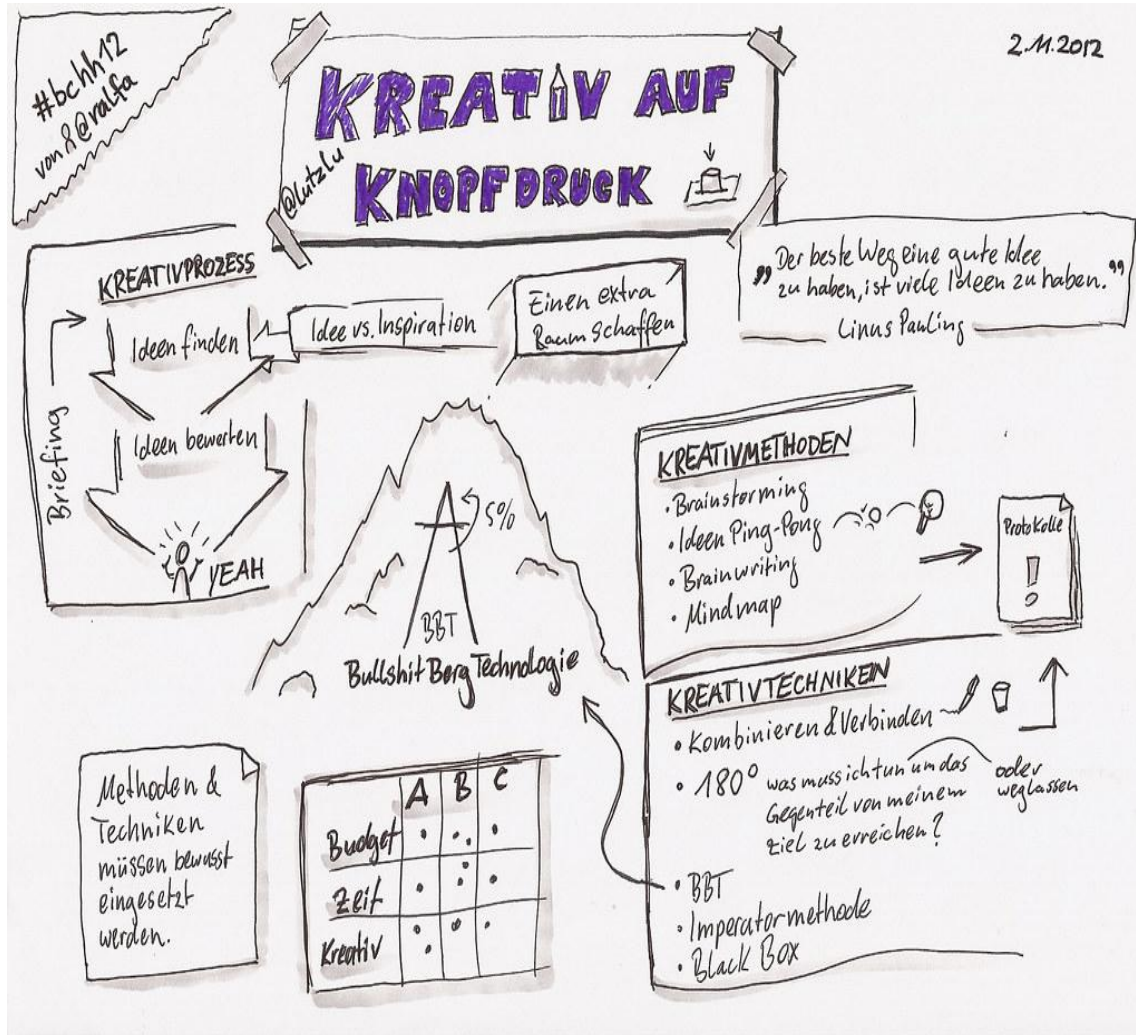 #bchh12
von @ralfa
2.11.2012
KREATIV AUF
KNOPFDRUCK
@lutzlu
KREATIVPROZESS
Ideen finden
Ideen bewerten
YEAH
Briefing
Idee vs. Inspiration
Einen extra
Raum schaffen
„Der beste Weg eine gute Idee
zu haben, ist viele Ideen zu haben.“
Linus Pauling
5%
BBT
Bullshit Berg Technologie
KREATIVMETHODEN
• Brainstorming
• Ideen Ping-Pong
• Brainwriting
• Mindmap
Protokolle
!
KREATIVTECHNIKEN
• Kombinieren & Verbinden
• 180° was muss ich tun um das
Gegenteil von meinem
Ziel zu erreichen?
oder
weglassen
• BBT
• Imperatormethode
• Black Box
Methoden &
Techniken
müssen bewusst
eingesetzt
werden.
A B C
Budget
Zeit
Kreativ